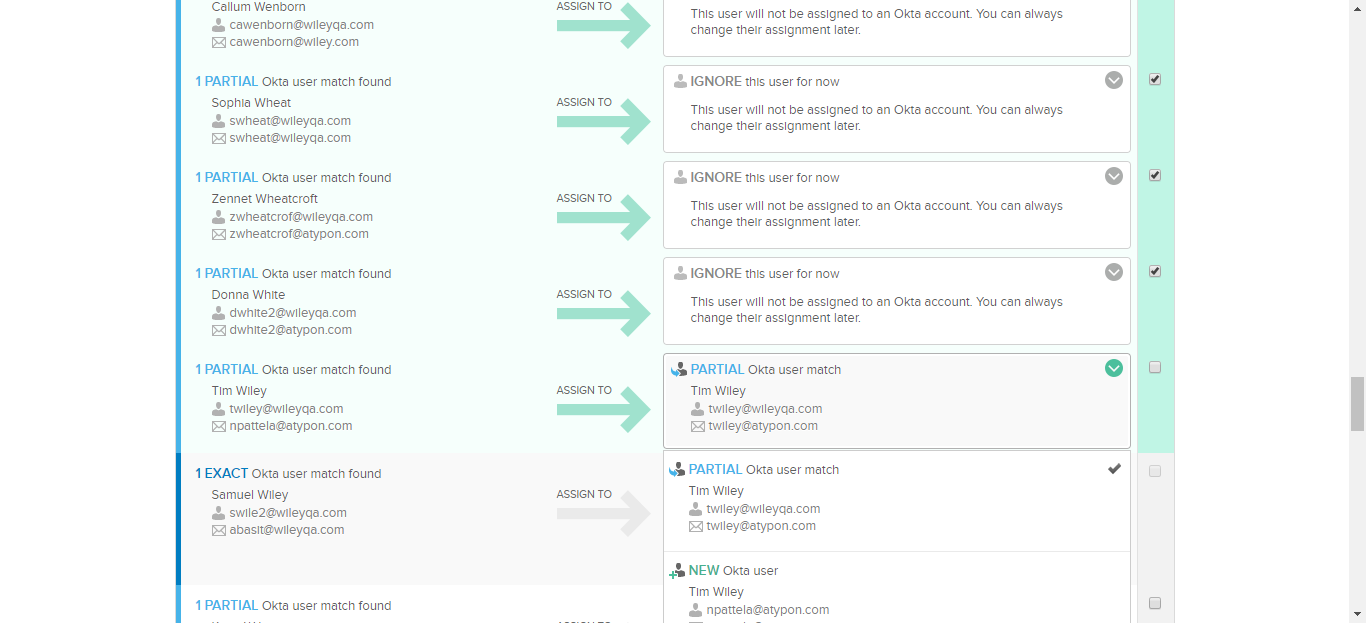 Callum Wenborn
cawenborn@wileyqa.com
cawenborn@wiley.com
ASSIGN TO
This user will not be assigned to an Okta account. You can always
change their assignment later.
1 PARTIAL Okta user match found
Sophia Wheat
swheat@wileyqa.com
swheat@wileyqa.com
ASSIGN TO
IGNORE this user for now
This user will not be assigned to an Okta account. You can always
change their assignment later.
1 PARTIAL Okta user match found
Zennet Wheatcroft
zwheatcrof@wileyqa.com
zwheatcrof@atypon.com
ASSIGN TO
IGNORE this user for now
This user will not be assigned to an Okta account. You can always
change their assignment later.
1 PARTIAL Okta user match found
Donna White
dwhite2@wileyqa.com
dwhite2@atypon.com
ASSIGN TO
IGNORE this user for now
This user will not be assigned to an Okta account. You can always
change their assignment later.
1 PARTIAL Okta user match found
Tim Wiley
twiley@wileyqa.com
npattela@atypon.com
ASSIGN TO
PARTIAL Okta user match
Tim Wiley
twiley@wileyqa.com
twiley@atypon.com
1 EXACT Okta user match found
Samuel Wiley
swile2@wileyqa.com
abasit@wileyqa.com
ASSIGN TO
PARTIAL Okta user match
Tim Wiley
twiley@wileyqa.com
twiley@atypon.com
NEW Okta user
Tim Wiley
npattela@atypon.com
1 PARTIAL Okta user match found